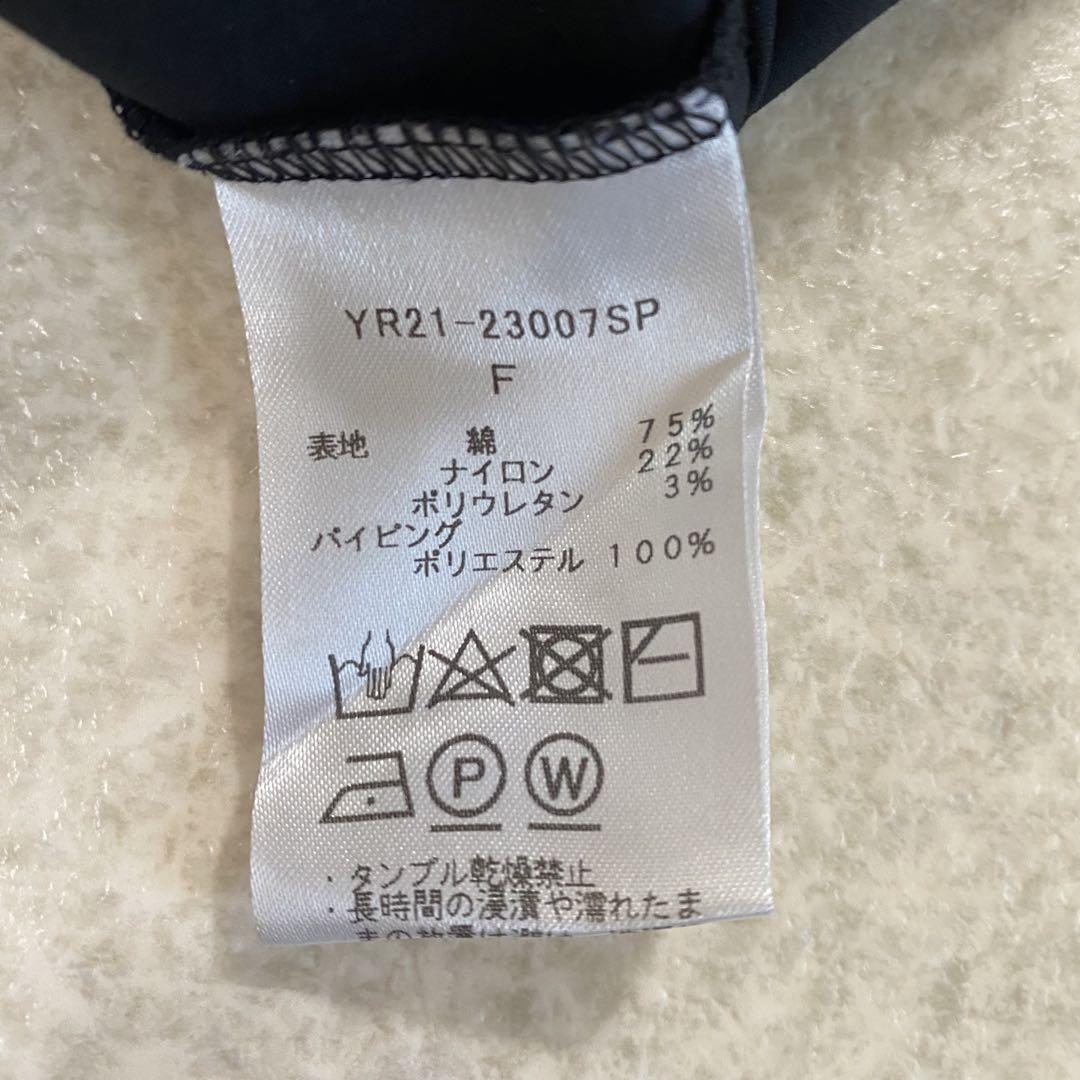 YR21-23007SP
F
表地 綿 75%
ナイロン 22%
ポリウレタン 3%
パイピング
ポリエステル 100%
P W
・タンブル乾燥禁止
・長時間の浸漬や濡れたま